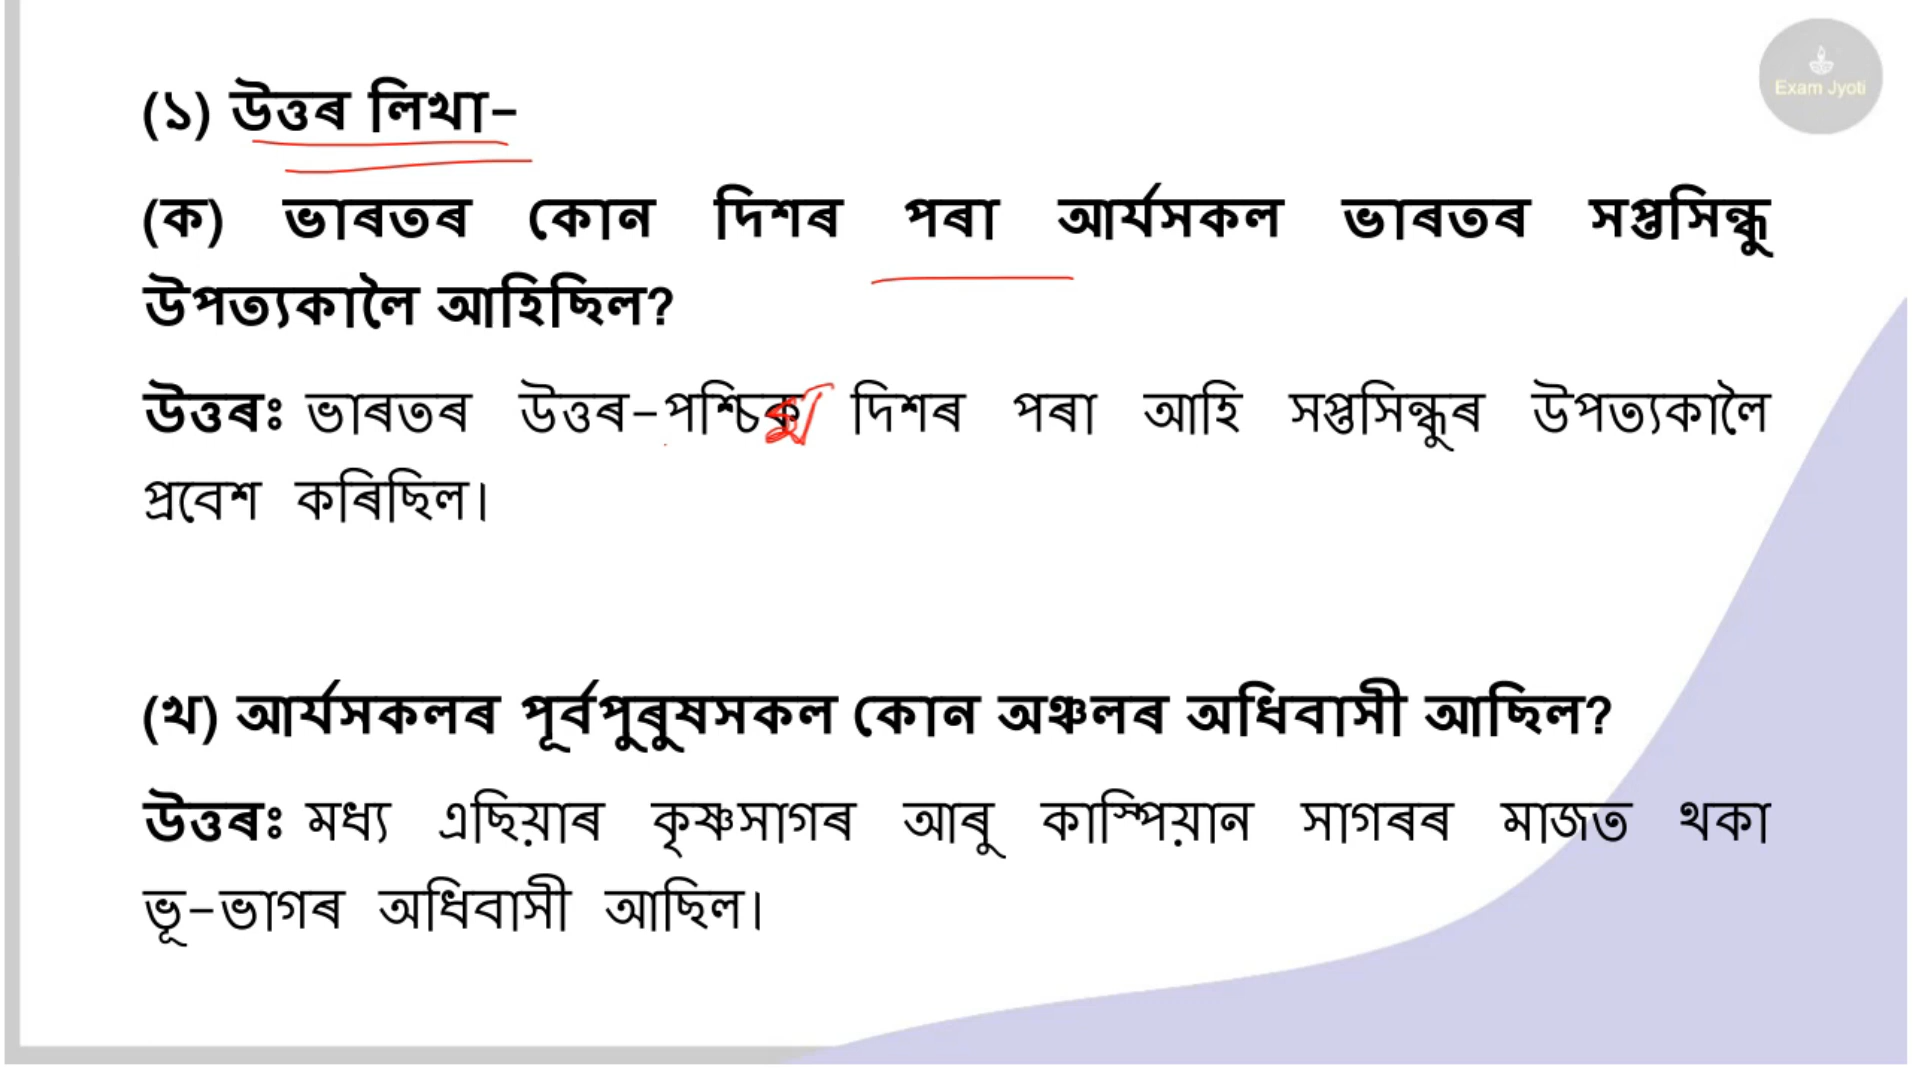 Exam Jyoti
(১) উত্তৰ লিখা–
(ক) ভাৰতৰ কোন দিশৰ পৰা আৰ্যসকল ভাৰতৰ সপ্তসিন্ধু
উপত্যকালৈ আহিছিল?
উত্তৰঃ ভাৰতৰ উত্তৰ– দিশৰ পৰা আহি সপ্তসিন্ধুৰ উপত্যকালৈ
প্ৰবেশ কৰিছিল।
(খ) আৰ্যসকলৰ পূৰ্বপুৰুষসকল কোন অঞ্চলৰ অধিবাসী আছিল?
উত্তৰঃ মধ্য এছিয়াৰ কৃষ্ণসাগৰ আৰু কাস্পিয়ান সাগৰৰ মাজত থকা
ভূ–ভাগৰ অধিবাসী আছিল।